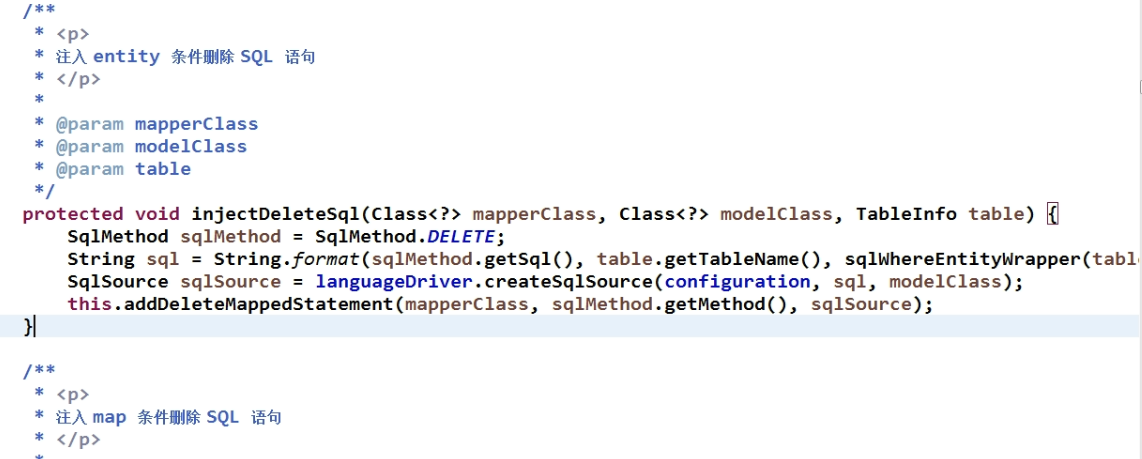 /**
 * <p>
 * 注入 entity 条件删除 SQL 语句
 * </p>
 *
 * @param mapperClass
 * @param modelClass
 * @param table
 */
protected void injectDeleteSql(Class<?> mapperClass, Class<?> modelClass, TableInfo table) {
    SqlMethod sqlMethod = SqlMethod.DELETE;
    String sql = String.format(sqlMethod.getSql(), table.getTableName(), sqlWhereEntityWrapper(tabl
    SqlSource sqlSource = languageDriver.createSqlSource(configuration, sql, modelClass);
    this.addDeleteMappedStatement(mapperClass, sqlMethod.getMethod(), sqlSource);
}
/**
 * <p>
 * 注入 map 条件删除 SQL 语句
 * </p>
 *